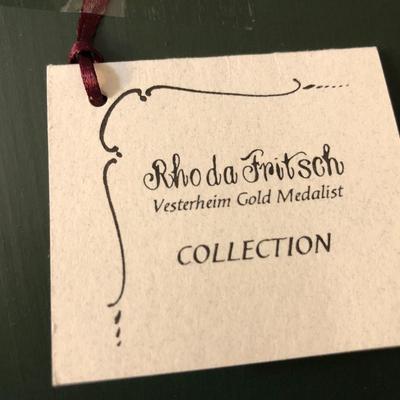 Rhoda Fritsch
Vesterheim Gold Medalist
COLLECTION